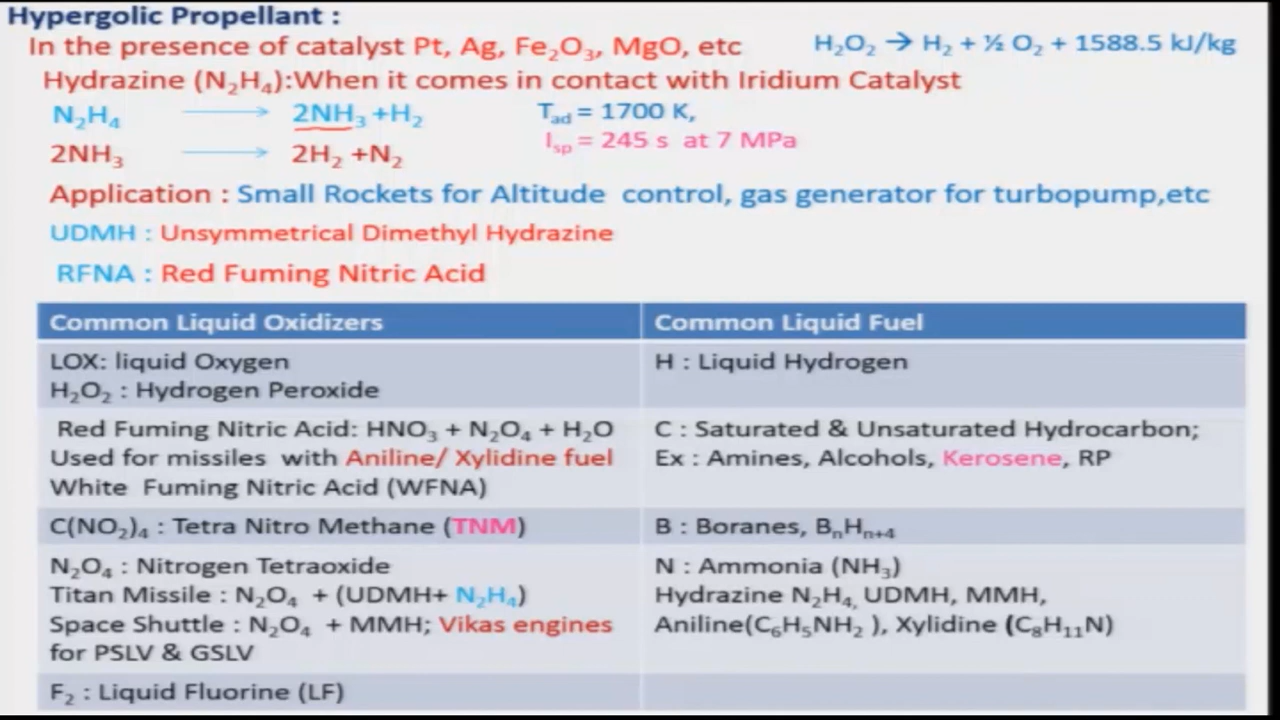 Hypergolic Propellant :
In the presence of catalyst Pt, Ag, Fe₂O₃, MgO, etc H₂O₂ → H₂ + ½ O₂ + 1588.5 kJ/kg
Hydrazine (N₂H₄):When it comes in contact with Iridium Catalyst
N₂H₄ → 2NH₃ +H₂ T_ad = 1700 K,
I_sp = 245 s at 7 MPa
2NH₃ → 2H₂ +N₂
Application : Small Rockets for Altitude control, gas generator for turbopump,etc
UDMH : Unsymmetrical Dimethyl Hydrazine
RFNA : Red Fuming Nitric Acid
Common Liquid Oxidizers Common Liquid Fuel
LOX: liquid Oxygen H : Liquid Hydrogen
H₂O₂ : Hydrogen Peroxide
Red Fuming Nitric Acid: HNO₃ + N₂O₄ + H₂O C : Saturated & Unsaturated Hydrocarbon;
Used for missiles with Aniline/ Xylidine fuel Ex : Amines, Alcohols, Kerosene, RP
White Fuming Nitric Acid (WFNA)
C(NO₂)₄ : Tetra Nitro Methane (TNM) B : Boranes, BₙHₙ₊₄
N₂O₄ : Nitrogen Tetraoxide N : Ammonia (NH₃)
Titan Missile : N₂O₄ + (UDMH+ N₂H₄) Hydrazine N₂H₄, UDMH, MMH,
Space Shuttle : N₂O₄ + MMH; Vikas engines Aniline(C₆H₅NH₂ ), Xylidine (C₈H₁₁N)
for PSLV & GSLV
F₂ : Liquid Fluorine (LF)